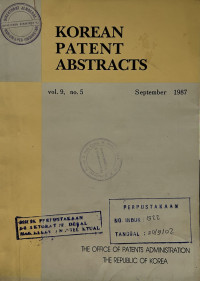 KOREAN
PATENT
ABSTRACTS
vol. 9, no. 5 September 1987
PERPUSTAKAAN
NO. INDUK :
TANGGAL :
PERPUSTAKAAN
THE OFFICE OF PATENTS ADMINISTRATION
THE REPUBLIC OF KOREA